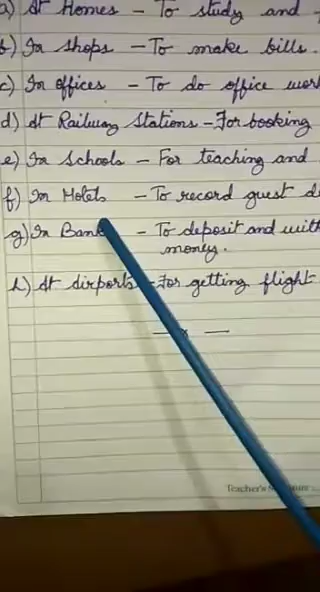 a) At Homes - To study and
b) In shops - To make bills.
c) In offices - To do office work
d) At Railway Stations - For booking
e) In Schools - For teaching and
f) In Hotels - To record guest
g) In Bank - To deposit and
money.
h) At Airports - For getting flight
— x —
Teacher's